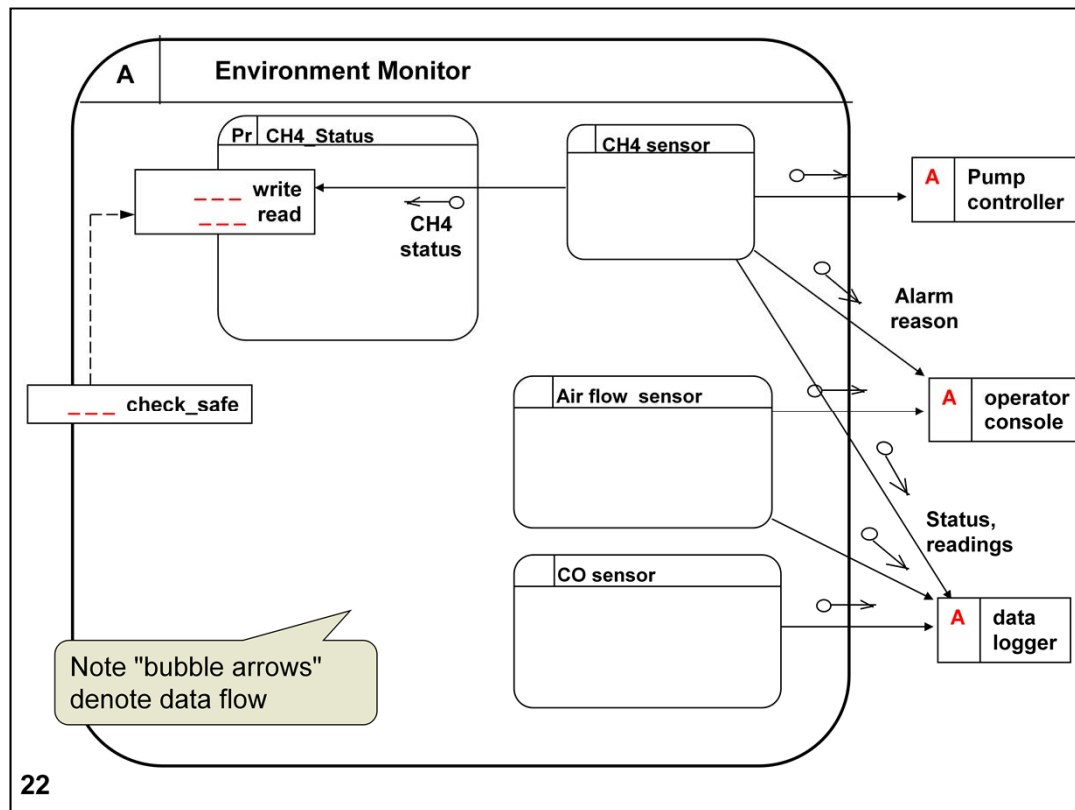 A Environment Monitor
Pr CH4_Status
CH4 sensor
write
read
CH4
status
A Pump
controller
Alarm
reason
check_safe
Air flow sensor
A operator
console
Status,
readings
CO sensor
A data
logger
Note "bubble arrows"
denote data flow
22